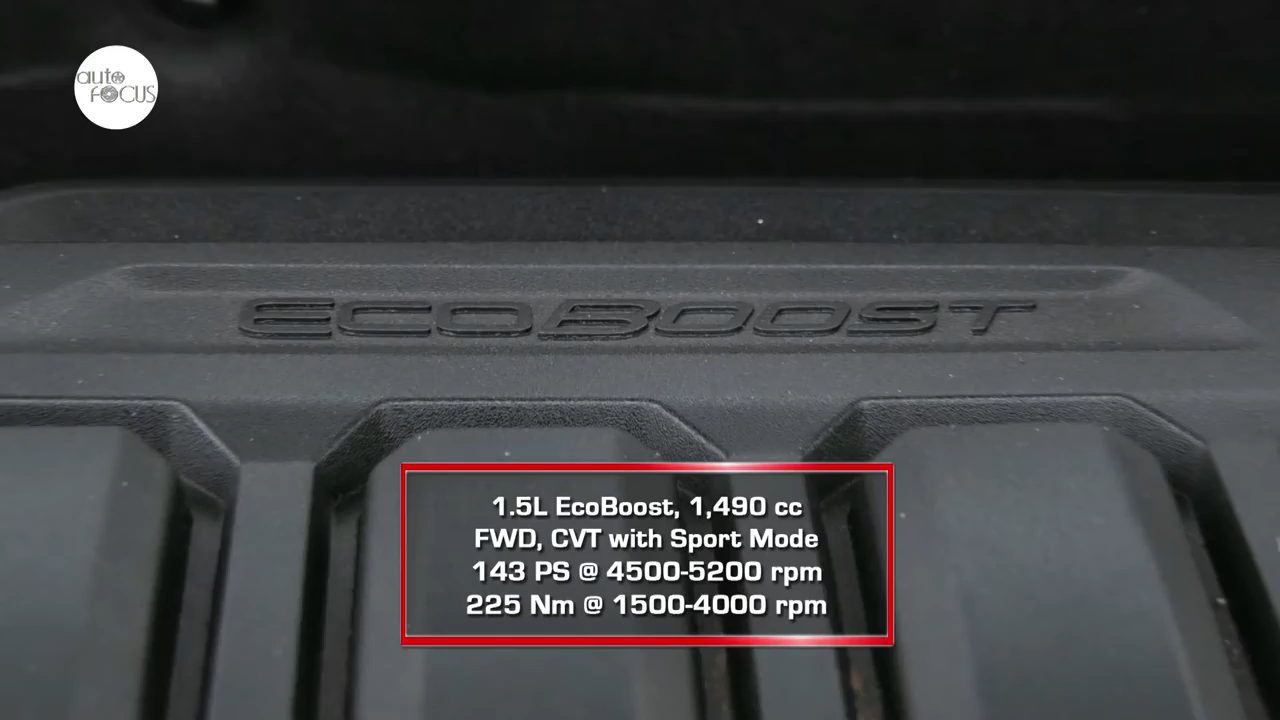 auto
FOCUS
ECOBOOST
1.5L EcoBoost, 1,490 cc
FWD, CVT with Sport Mode
143 PS @ 4500-5200 rpm
225 Nm @ 1500-4000 rpm